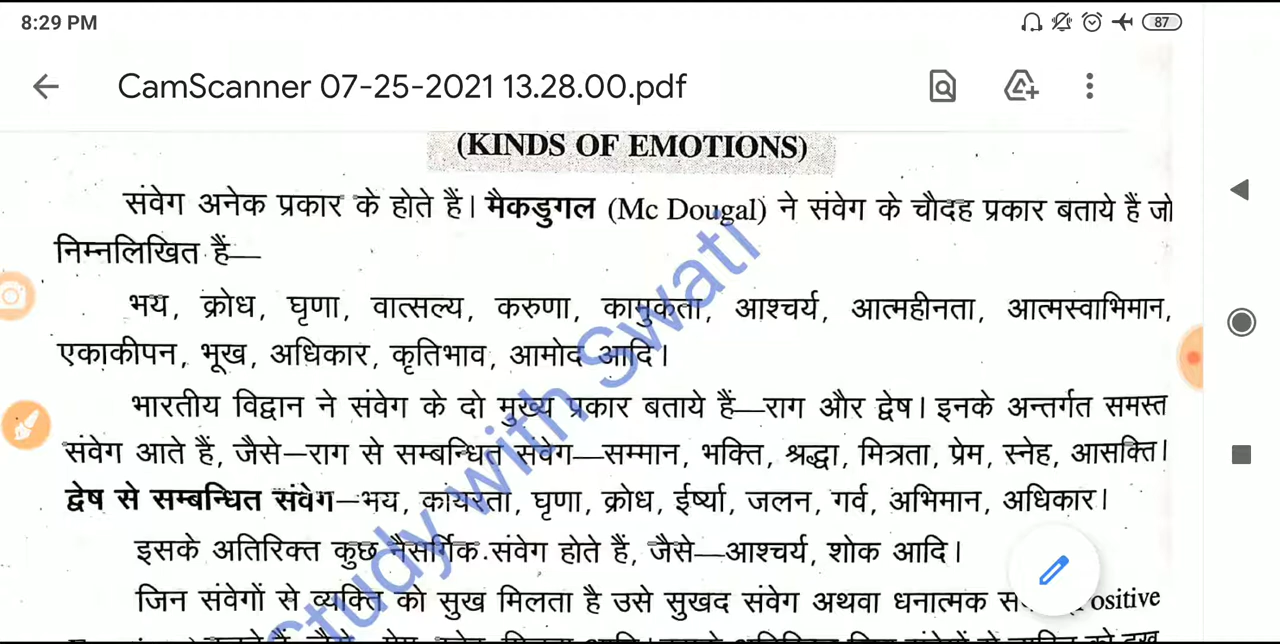 8:29 PM
87
CamScanner 07-25-2021 13.28.00.pdf
(KINDS OF EMOTIONS)
संवेग अनेक प्रकार के होते हैं। मैकडुगल (Mc Dougal) ने संवेग के चौदह प्रकार बताये हैं जो
निम्नलिखित हैं—
भय, क्रोध, घृणा, वात्सल्य, करुणा, कामुकता, आश्चर्य, आत्महीनता, आत्मस्वाभिमान,
एकाकीपन, भूख, अधिकार, कृतिभाव, आमोद आदि।
भारतीय विद्वान ने संवेग के दो मुख्य प्रकार बताये हैं—राग और द्वेष। इनके अन्तर्गत समस्त
संवेग आते हैं, जैसे—राग से सम्बन्धित संवेग—सम्मान, भक्ति, श्रद्धा, मित्रता, प्रेम, स्नेह, आसक्ति।
द्वेष से सम्बन्धित संवेग—भय, कायरता, घृणा, क्रोध, ईर्ष्या, जलन, गर्व, अभिमान, अधिकार।
इसके अतिरिक्त कुछ नैसर्गिक संवेग होते हैं, जैसे—आश्चर्य, शोक आदि।
जिन संवेगों से व्यक्ति को सुख मिलता है उसे सुखद संवेग अथवा धनात्मक ositive
Study with Swati